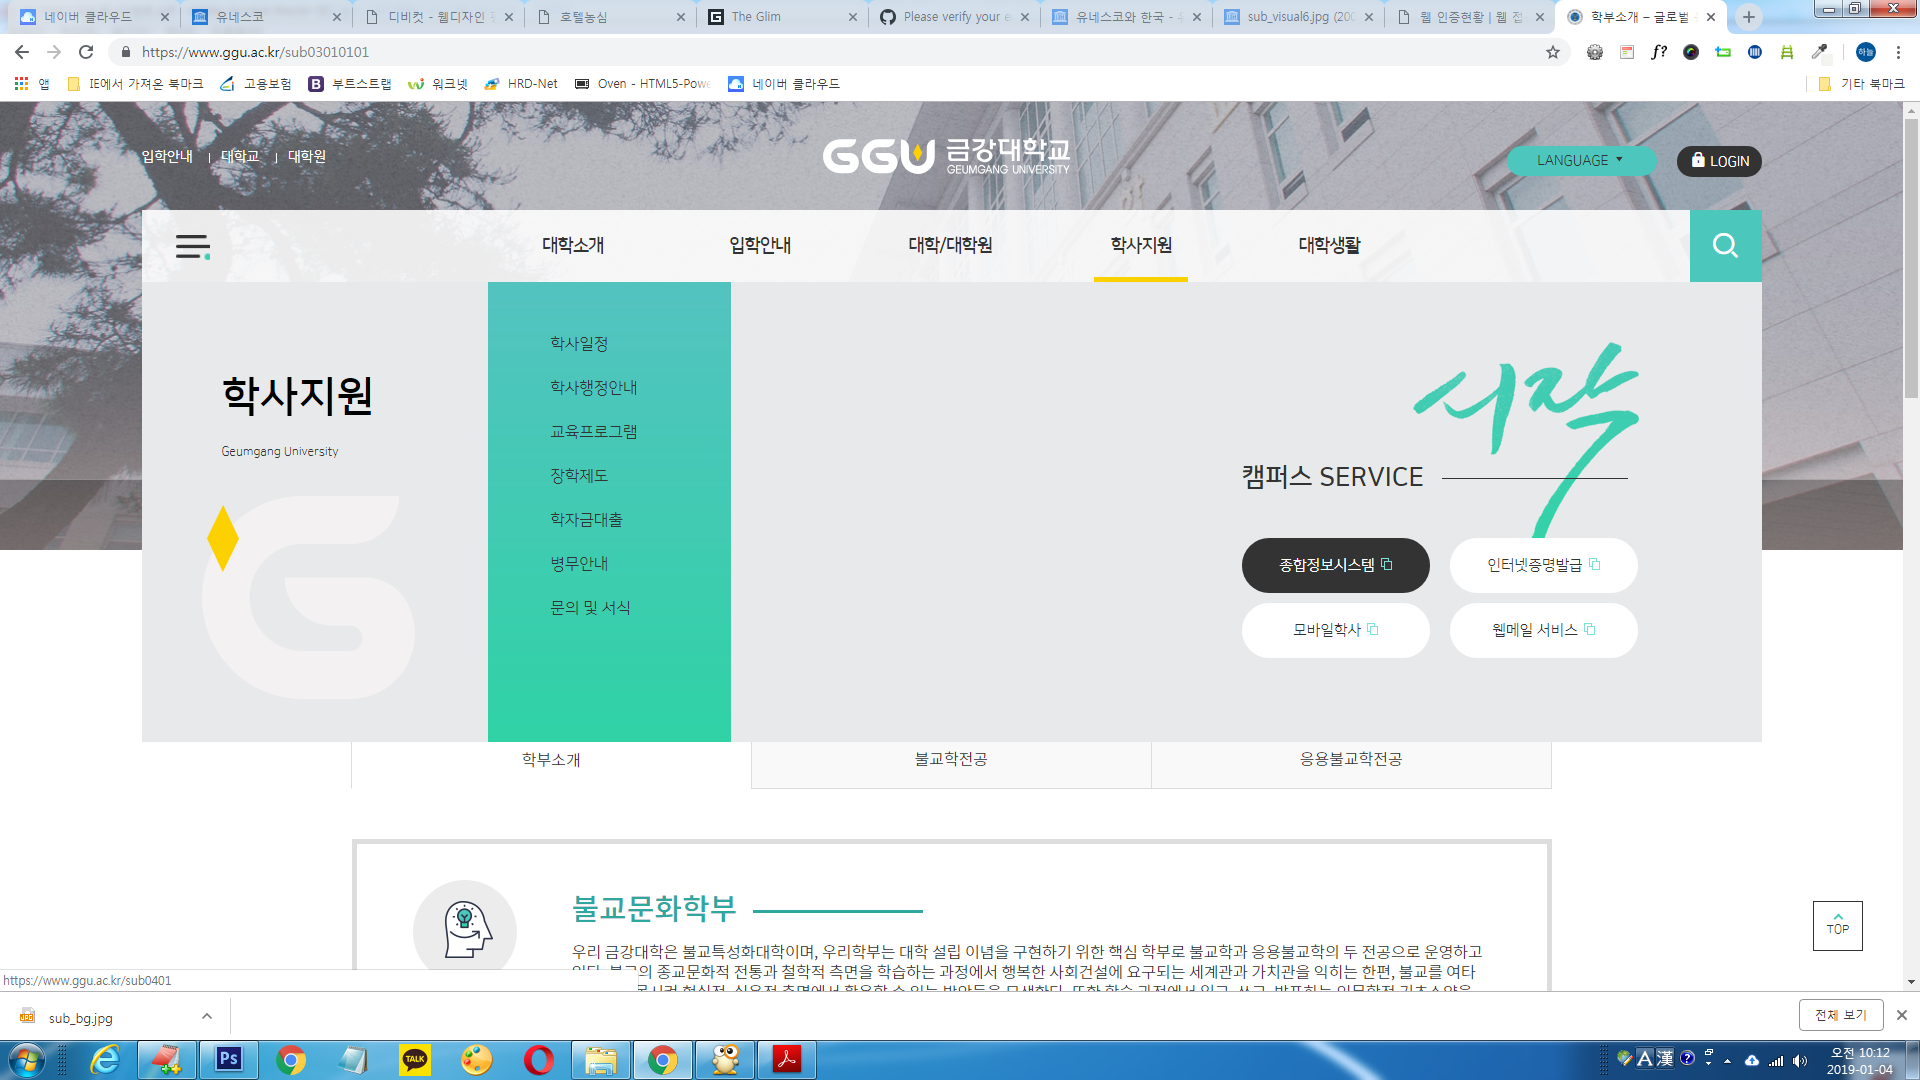 네이버 클라우드
유네스코
디비컷 - 웹디자인
호텔농심
The Glim
Please verify your
유네스코와 한국 -
sub_visual6.jpg (200
웹 인증현황 | 웹 접
학부소개 – 글로벌
https://www.ggu.ac.kr/sub03010101
f?
하늘
앱
IE에서 가져온 북마크
고용보험
B 부트스트랩
워크넷
HRD-Net
Oven - HTML5-Powe
네이버 클라우드
기타 북마크
입학안내 | 대학교 | 대학원
GGU 금강대학교
GEUMGANG UNIVERSITY
LANGUAGE
LOGIN
대학소개
입학안내
대학/대학원
학사지원
대학생활
학사지원
Geumgang University
학사일정
학사행정안내
교육프로그램
장학제도
학자금대출
병무안내
문의 및 서식
시작
캠퍼스 SERVICE
종합정보시스템
인터넷증명발급
모바일학사
웹메일 서비스
학부소개
불교학전공
응용불교학전공
불교문화학부
우리 금강대학은 불교특성화대학이며, 우리학부는 대학 설립 이념을 구현하기 위한 핵심 학부로 불교학과 응용불교학의 두 전공으로 운영하고
종교문화적 전통과 철학적 측면을 학습하는 과정에서 행복한 사회건설에 요구되는 세계관과 가치관을 익히는 한편, 불교를 여타
TOP
https://www.ggu.ac.kr/sub0401
sub_bg.jpg
전체 보기
Ps
TALK
A 漢
오전 10:12
2019-01-04